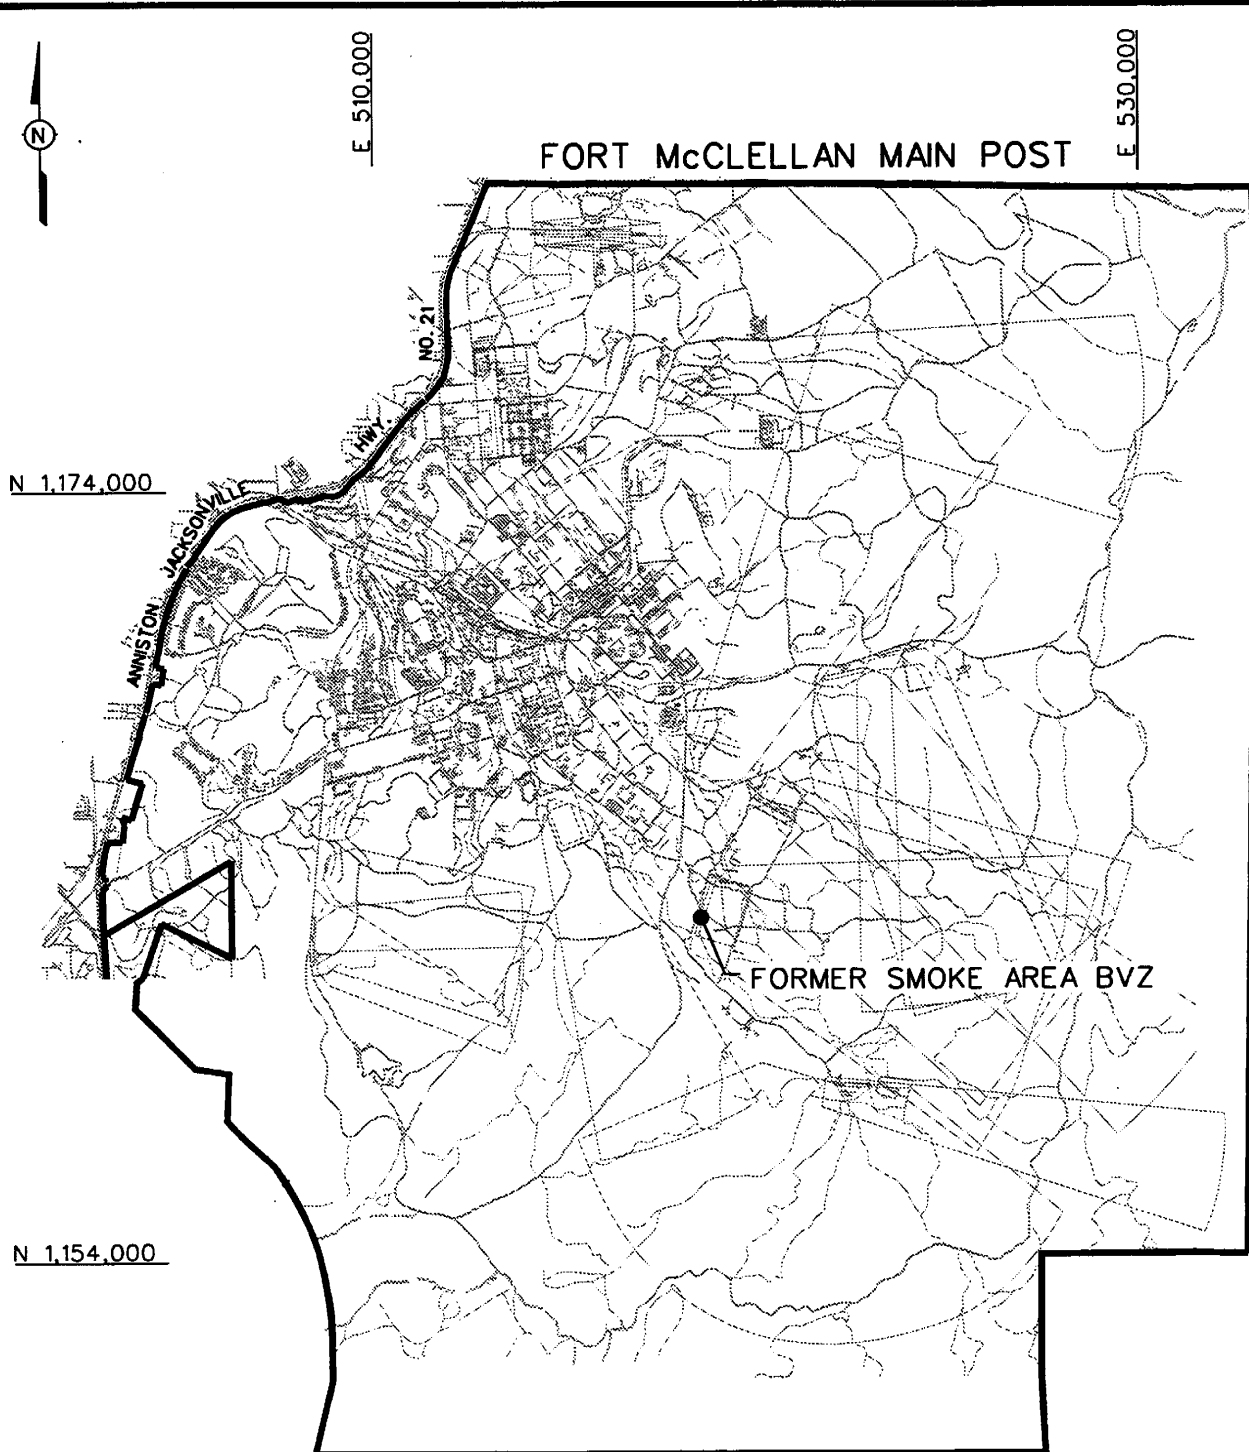 E 510,000
E 530,000
N
FORT McCLELLAN MAIN POST
NO. 21
HWY.
N 1,174,000
JACKSONVILLE
ANNISTON
FORMER SMOKE AREA BVZ
N 1,154,000